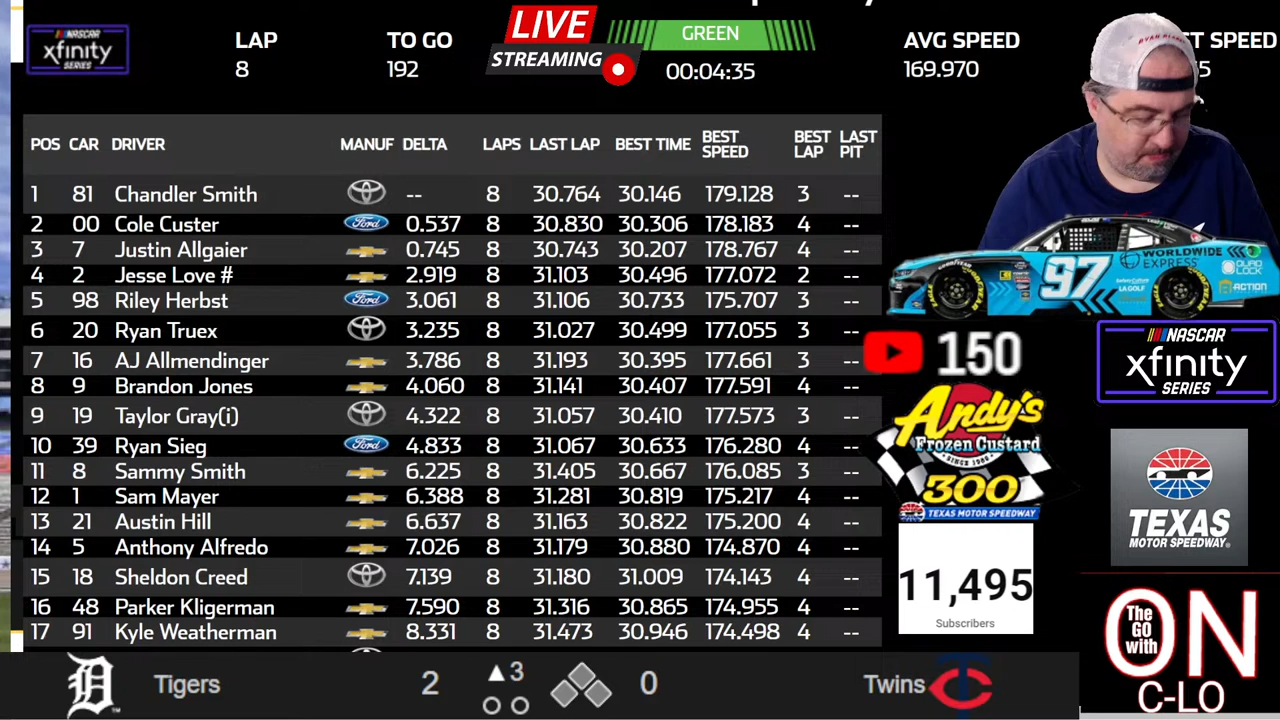 NASCAR
xfinity
SERIES
LAP
8
TO GO
192
LIVE
STREAMING
GREEN
00:04:35
AVG SPEED
169.970
T SPEED
5
POS CAR DRIVER MANUF DELTA LAPS LAST LAP BEST TIME BEST SPEED BEST LAP LAST PIT
1 81 Chandler Smith -- 8 30.764 30.146 179.128 3 --
2 00 Cole Custer Ford 0.537 8 30.830 30.306 178.183 4 --
3 7 Justin Allgaier 0.745 8 30.743 30.207 178.767 4 --
4 2 Jesse Love # 2.919 8 31.103 30.496 177.072 2 --
5 98 Riley Herbst Ford 3.061 8 31.106 30.733 175.707 3 --
6 20 Ryan Truex 3.235 8 31.027 30.499 177.055 3 --
7 16 AJ Allmendinger 3.786 8 31.193 30.395 177.661 3 --
8 9 Brandon Jones 4.060 8 31.141 30.407 177.591 4 --
9 19 Taylor Gray(i) 4.322 8 31.057 30.410 177.573 3 --
10 39 Ryan Sieg Ford 4.833 8 31.067 30.633 176.280 4 --
11 8 Sammy Smith 6.225 8 31.405 30.667 176.085 3 --
12 1 Sam Mayer 6.388 8 31.281 30.819 175.217 4 --
13 21 Austin Hill 6.637 8 31.163 30.822 175.200 4 --
14 5 Anthony Alfredo 7.026 8 31.179 30.880 174.870 4 --
15 18 Sheldon Creed 7.139 8 31.180 31.009 174.143 4 --
16 48 Parker Kligerman 7.590 8 31.316 30.865 174.955 4 --
17 91 Kyle Weatherman 8.331 8 31.473 30.946 174.498 4 --
97
WORLDWIDE
EXPRESS
QUAD
LOCK
ACTION
LA GOLF
150
NASCAR
xfinity
SERIES
Andy's
Frozen Custard
SINCE 1986
300
TEXAS MOTOR SPEEDWAY
TEXAS
MOTOR SPEEDWAY
11,495
Subscribers
The
GO
with
ON
C-LO
D Tigers 2 ▲3 0 Twins TC